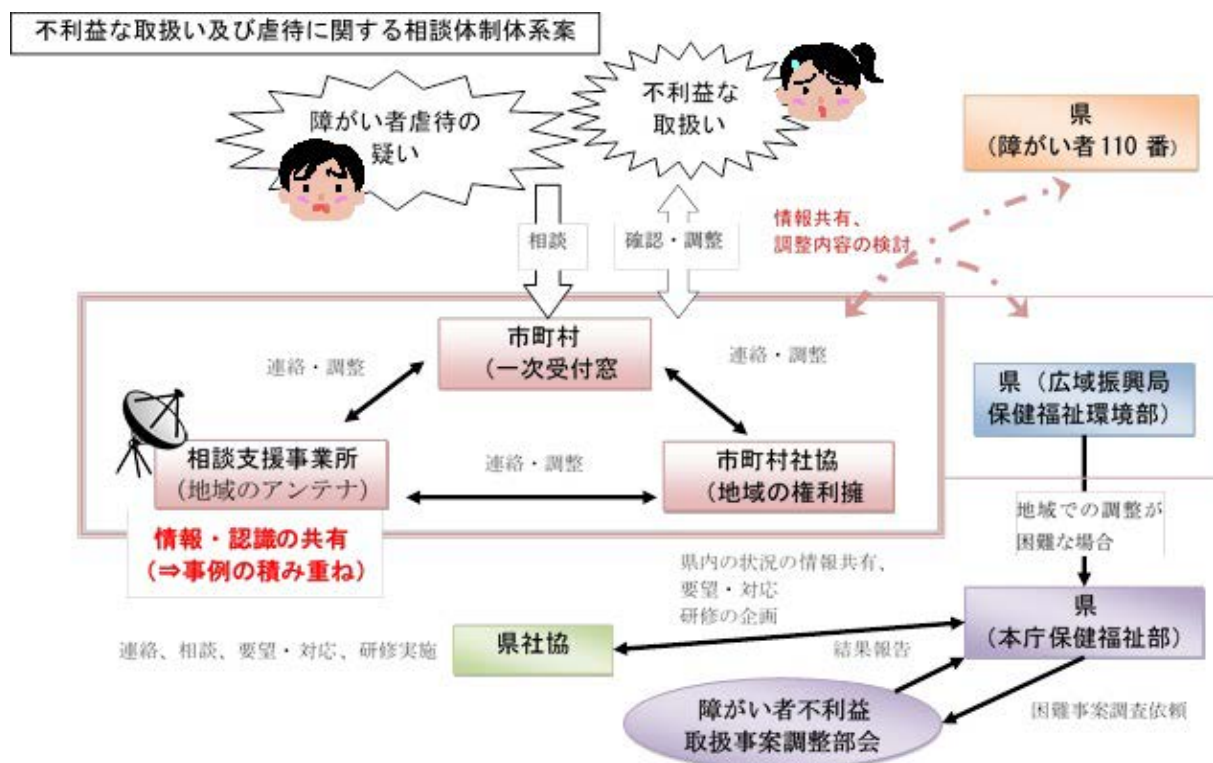 不利益な取扱い及び虐待に関する相談体制体系案
障がい者虐待の
疑い
不利益な
取扱い
県
(障がい者110番)
相談
確認・調整
情報共有、
調整内容の検討
市町村
(一次受付窓
連絡・調整
連絡・調整
県（広域振興局
保健福祉環境部）
相談支援事業所
(地域のアンテナ)
連絡・調整
市町村社協
(地域の権利擁
情報・認識の共有
(⇒事例の積み重ね)
地域での調整が
困難な場合
県内の状況の情報共有、
要望・対応
研修の企画
連絡、相談、要望・対応、研修実施
県社協
県
(本庁保健福祉部)
結果報告
障がい者不利益
取扱事案調整部会
困難事案調査依頼